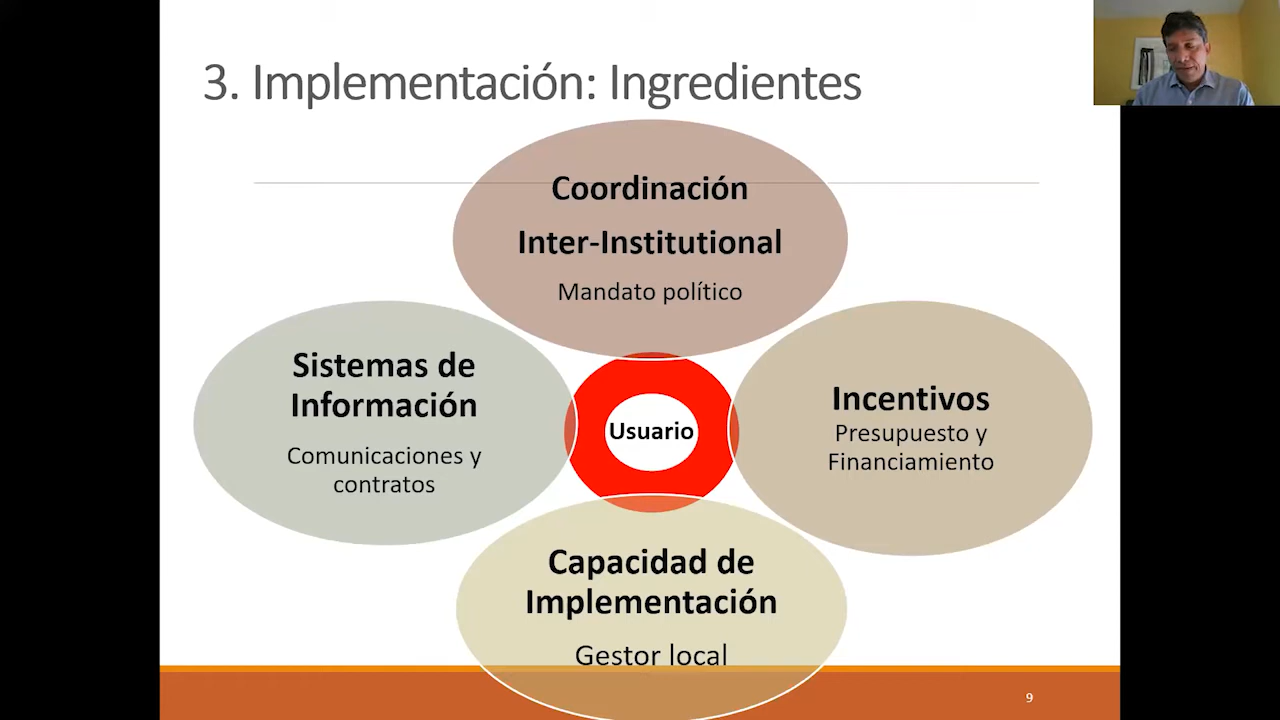 3. Implementación: Ingredientes
Coordinación
Inter-Institutional
Mandato político
Sistemas de
Información
Comunicaciones y
contratos
Usuario
Incentivos
Presupuesto y
Financiamiento
Capacidad de
Implementación
Gestor local
9